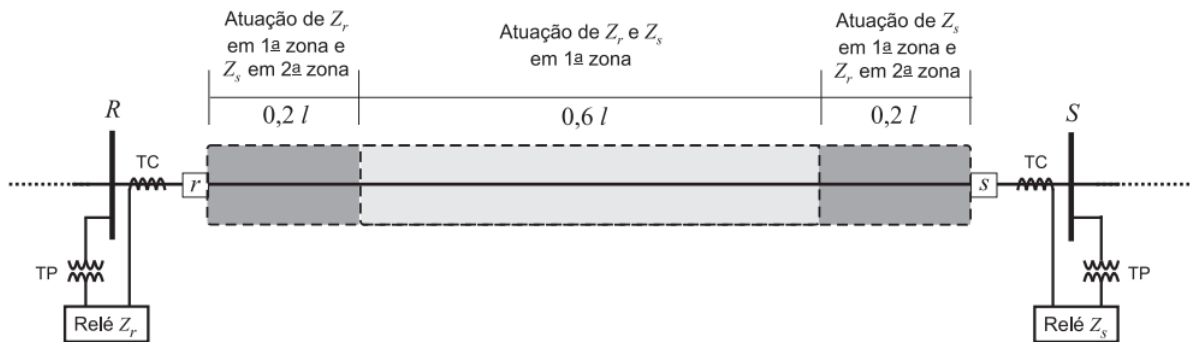 Atuação de Zr
em 1ª zona e
Zs em 2ª zona
Atuação de Zr e Zs
em 1ª zona
Atuação de Zs
em 1ª zona e
Zr em 2ª zona
0,2 l
0,6 l
0,2 l
R
S
TC
r
s
TC
TP
TP
Relé Zr
Relé Zs